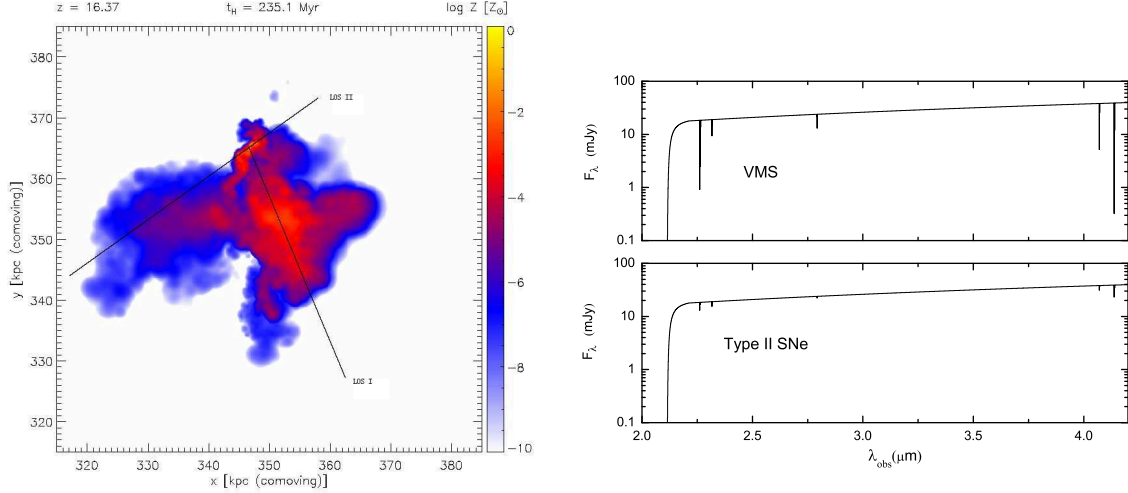 z = 16.37
t_H = 235.1 Myr
log Z [Z_⊙]
380
370
360
350
340
330
320
y [kpc (comoving)]
320 330 340 350 360 370 380
x [kpc (comoving)]
LOS II
LOS I
0
−2
−4
−6
−8
−10
100
10
1
0.1
F_λ (mJy)
VMS
100
10
1
0.1
F_λ (mJy)
Type II SNe
2.0 2.5 3.0 3.5 4.0
λ_obs(μm)